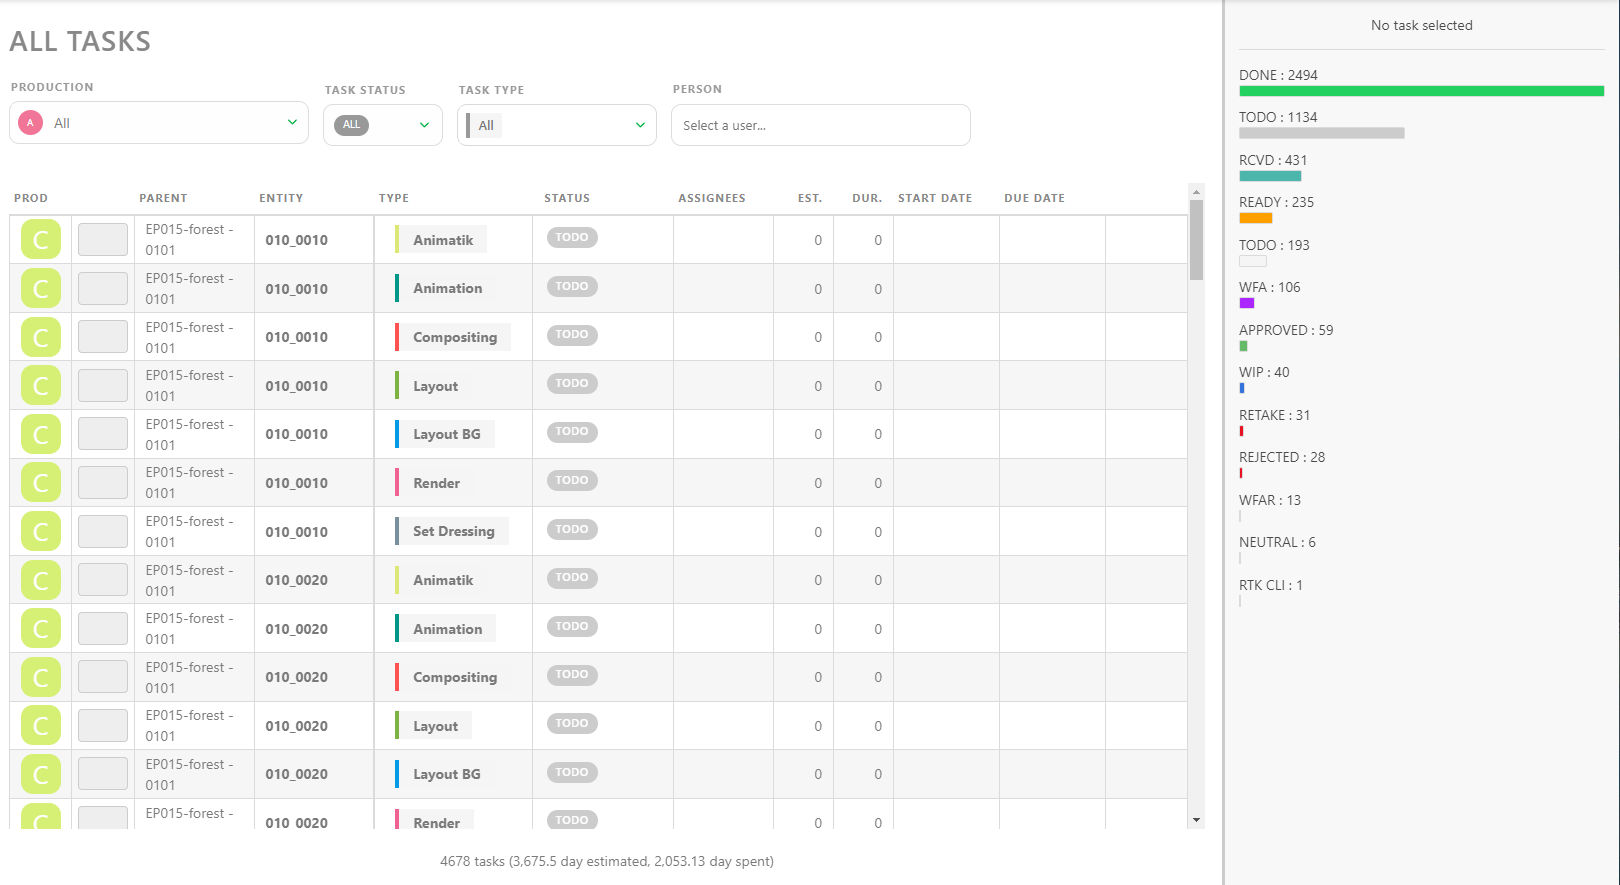 ALL TASKS
PRODUCTION
TASK STATUS
TASK TYPE
PERSON
A All
ALL
All
Select a user...
PROD PARENT ENTITY TYPE STATUS ASSIGNEES EST. DUR. START DATE DUE DATE
C EP015-forest - 0101 010_0010 Animatik TODO 0 0
C EP015-forest - 0101 010_0010 Animation TODO 0 0
C EP015-forest - 0101 010_0010 Compositing TODO 0 0
C EP015-forest - 0101 010_0010 Layout TODO 0 0
C EP015-forest - 0101 010_0010 Layout BG TODO 0 0
C EP015-forest - 0101 010_0010 Render TODO 0 0
C EP015-forest - 0101 010_0010 Set Dressing TODO 0 0
C EP015-forest - 0101 010_0020 Animatik TODO 0 0
C EP015-forest - 0101 010_0020 Animation TODO 0 0
C EP015-forest - 0101 010_0020 Compositing TODO 0 0
C EP015-forest - 0101 010_0020 Layout TODO 0 0
C EP015-forest - 0101 010_0020 Layout BG TODO 0 0
C EP015-forest - 010_0020 Render TODO 0 0
4678 tasks (3,675.5 day estimated, 2,053.13 day spent)
No task selected
DONE : 2494
TODO : 1134
RCVD : 431
READY : 235
TODO : 193
WFA : 106
APPROVED : 59
WIP : 40
RETAKE : 31
REJECTED : 28
WFAR : 13
NEUTRAL : 6
RTK CLI : 1